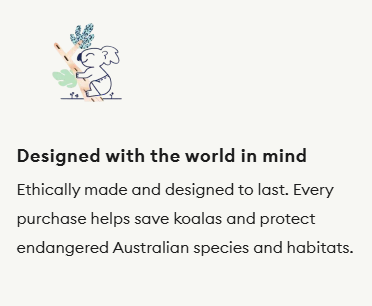 Designed with the world in mind
Ethically made and designed to last. Every
purchase helps save koalas and protect
endangered Australian species and habitats.